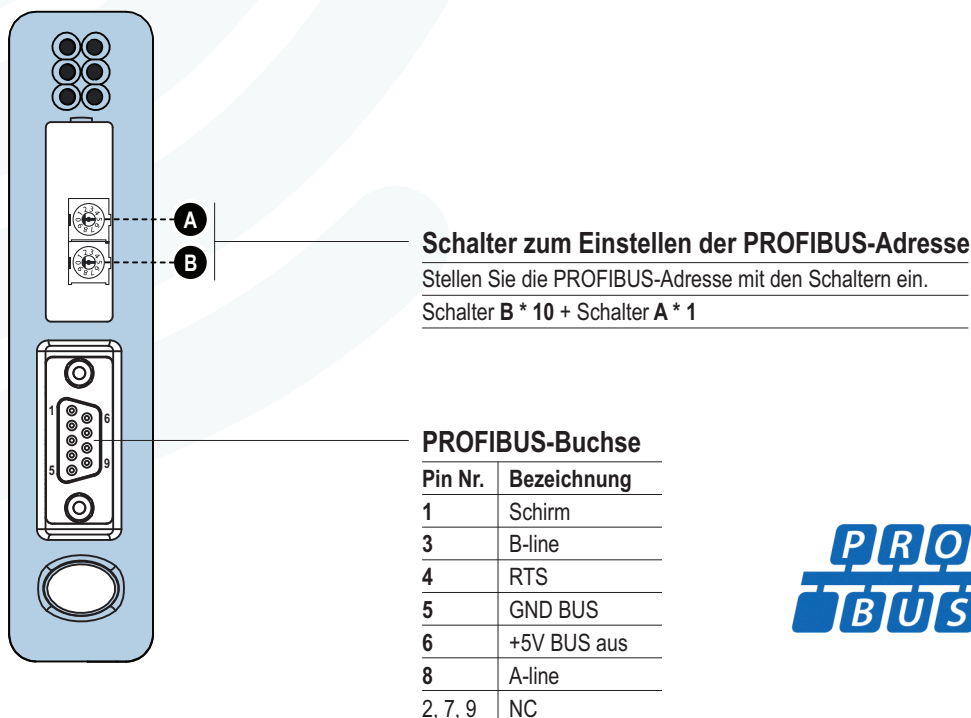 A
B
Schalter zum Einstellen der PROFIBUS-Adresse
Stellen Sie die PROFIBUS-Adresse mit den Schaltern ein.
Schalter B * 10 + Schalter A * 1
1
6
5
9
PROFIBUS-Buchse
Pin Nr. Bezeichnung
1 Schirm
3 B-line
4 RTS
5 GND BUS
6 +5V BUS aus
8 A-line
2, 7, 9 NC
PRO
BUS